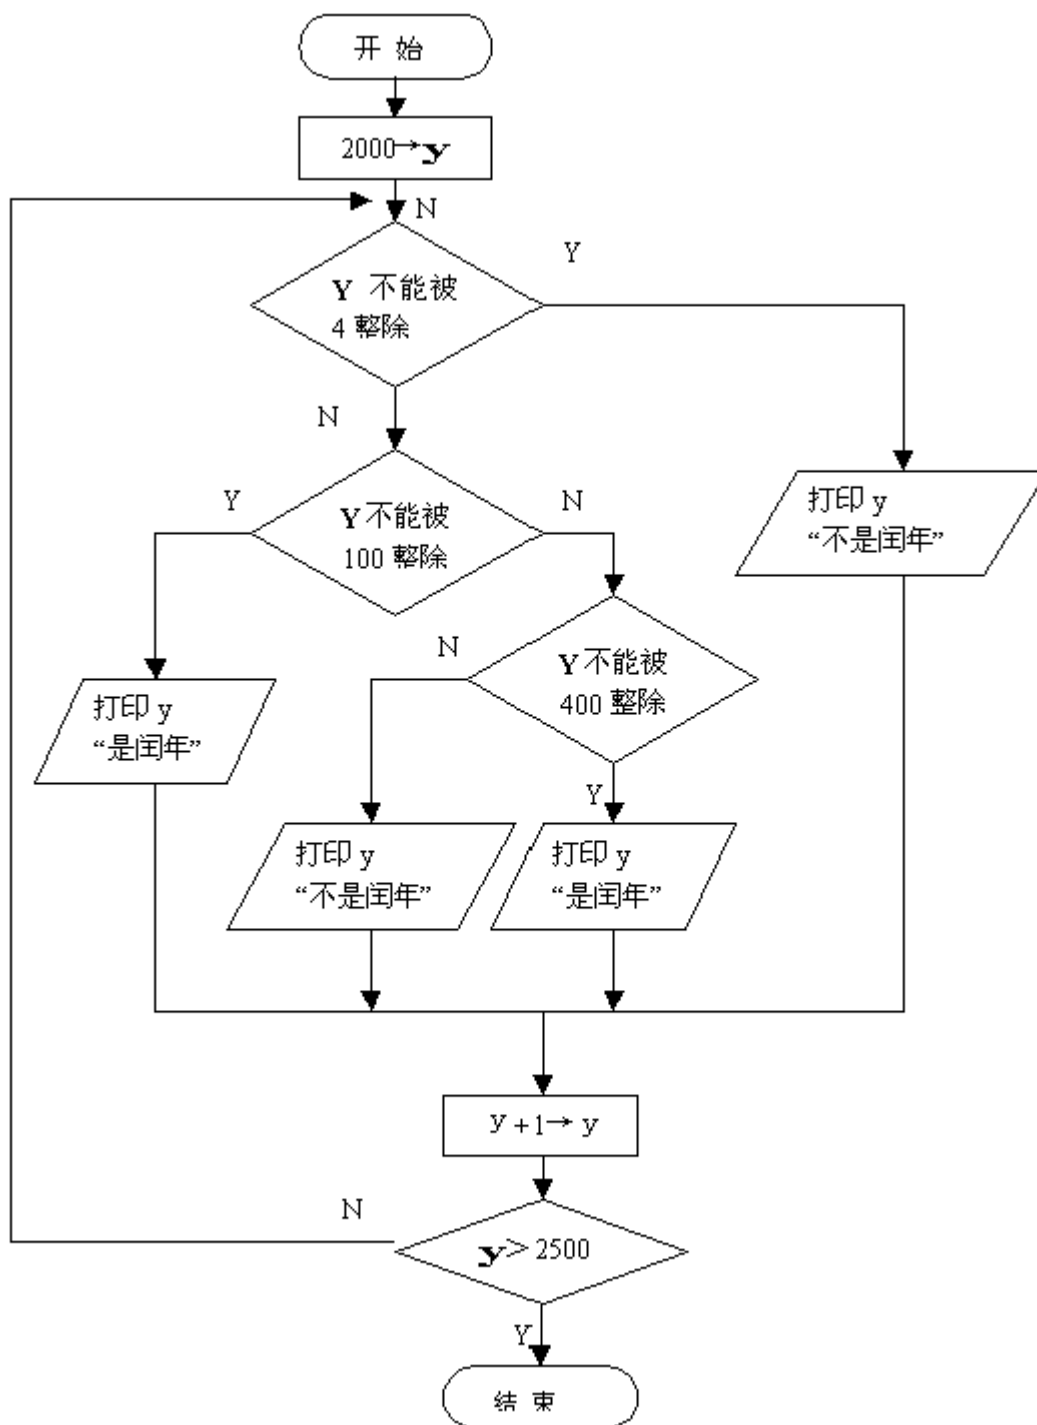 开 始
2000→y
N
Y
Y 不能被
4 整除
N
Y
N
Y 不能被
100 整除
打印 y
“不是闰年”
N
Y 不能被
400 整除
打印 y
“是闰年”
Y
打印 y
“不是闰年”
打印 y
“是闰年”
y +1→ y
N
y> 2500
Y
结 束